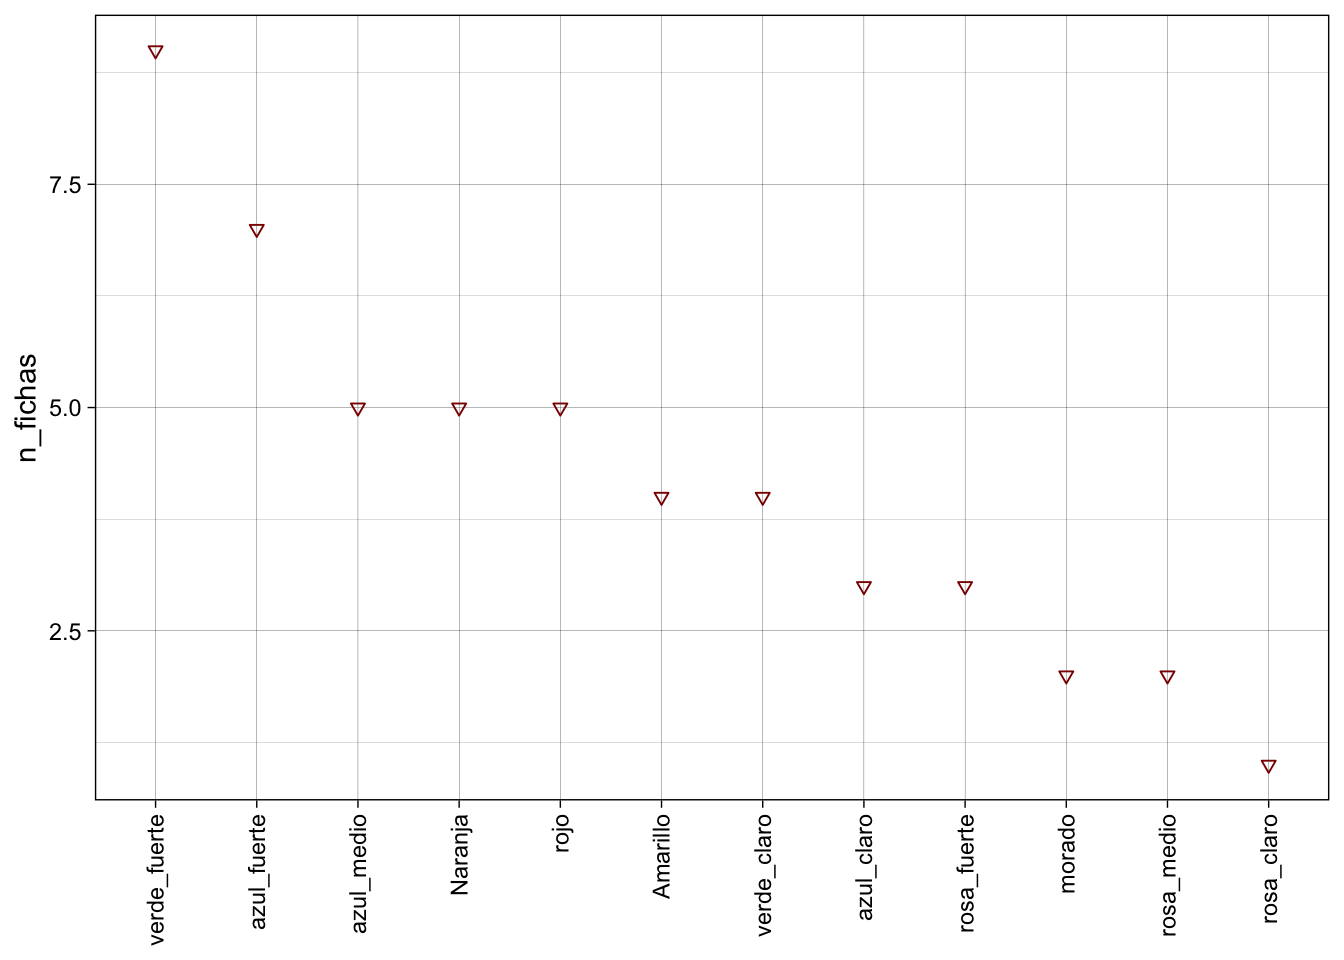 n_fichas
7.5
5.0
2.5
verde_fuerte
azul_fuerte
azul_medio
Naranja
rojo
Amarillo
verde_claro
azul_claro
rosa_fuerte
morado
rosa_medio
rosa_claro